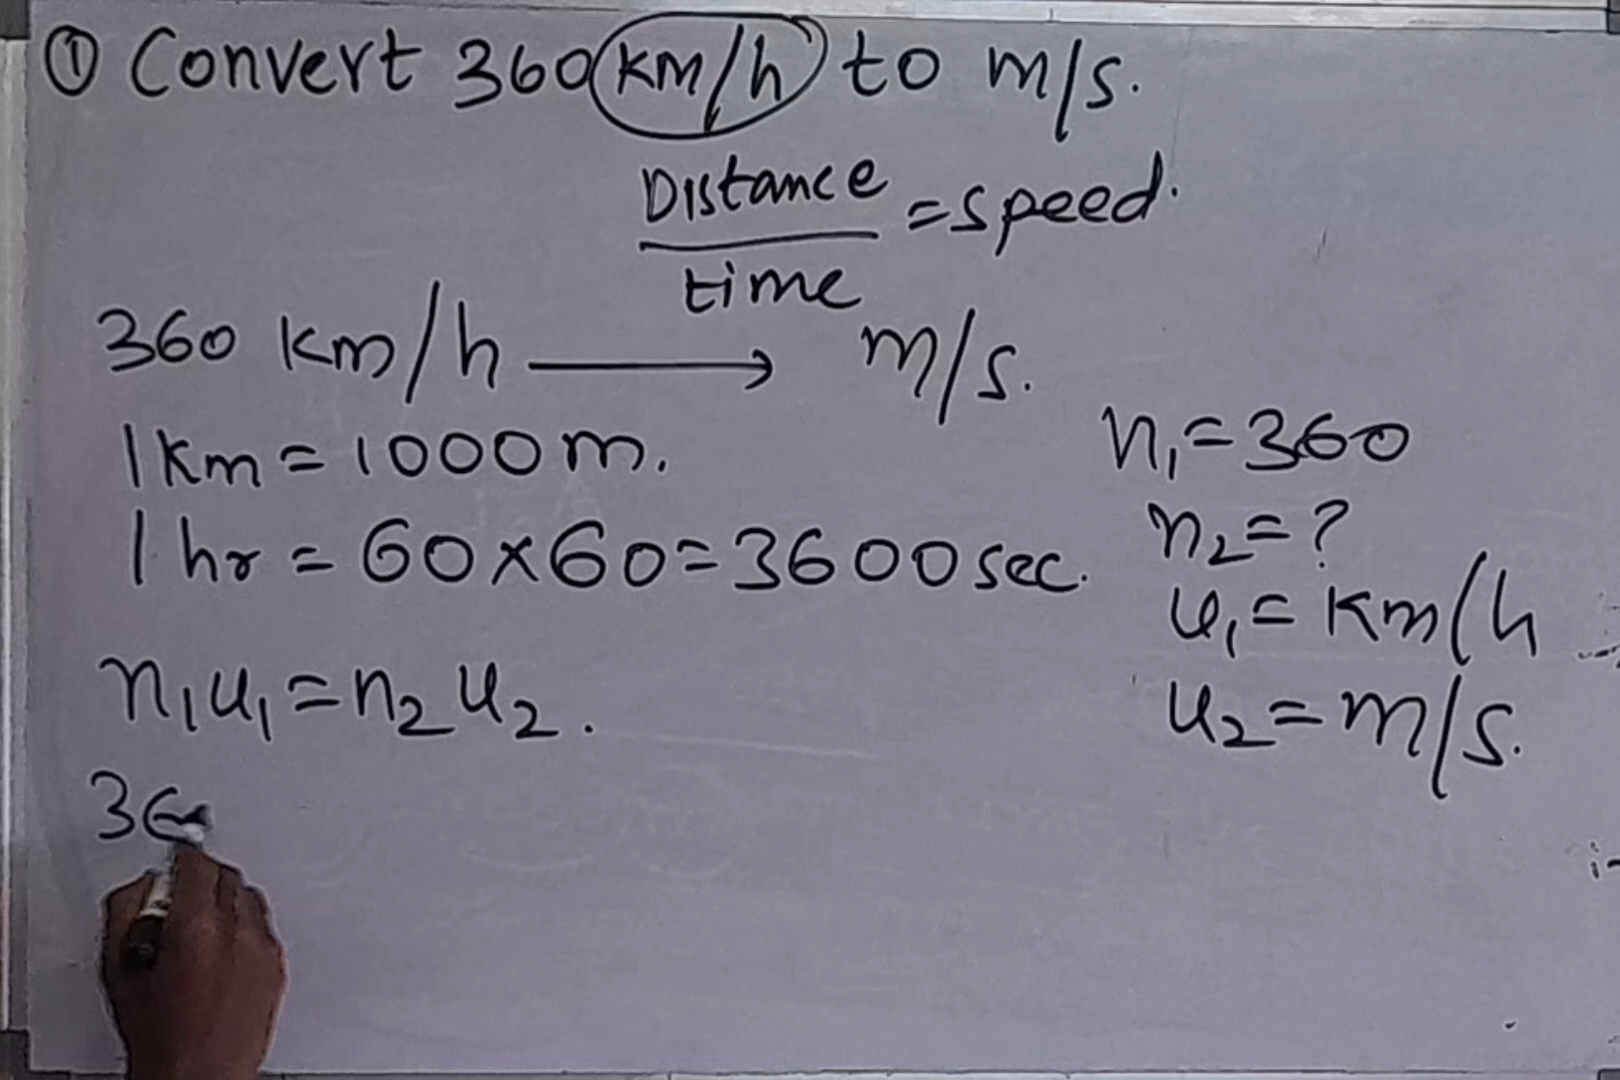 ① Convert 360 km/h to m/s.
Distance
———— = speed.
time
360 km/h ⟶ m/s.
1 km = 1000 m.
1 hr = 60 × 60 = 3600 sec.
n₁u₁ = n₂u₂.
36
n₁ = 360
n₂ = ?
u₁ = km/h
u₂ = m/s.